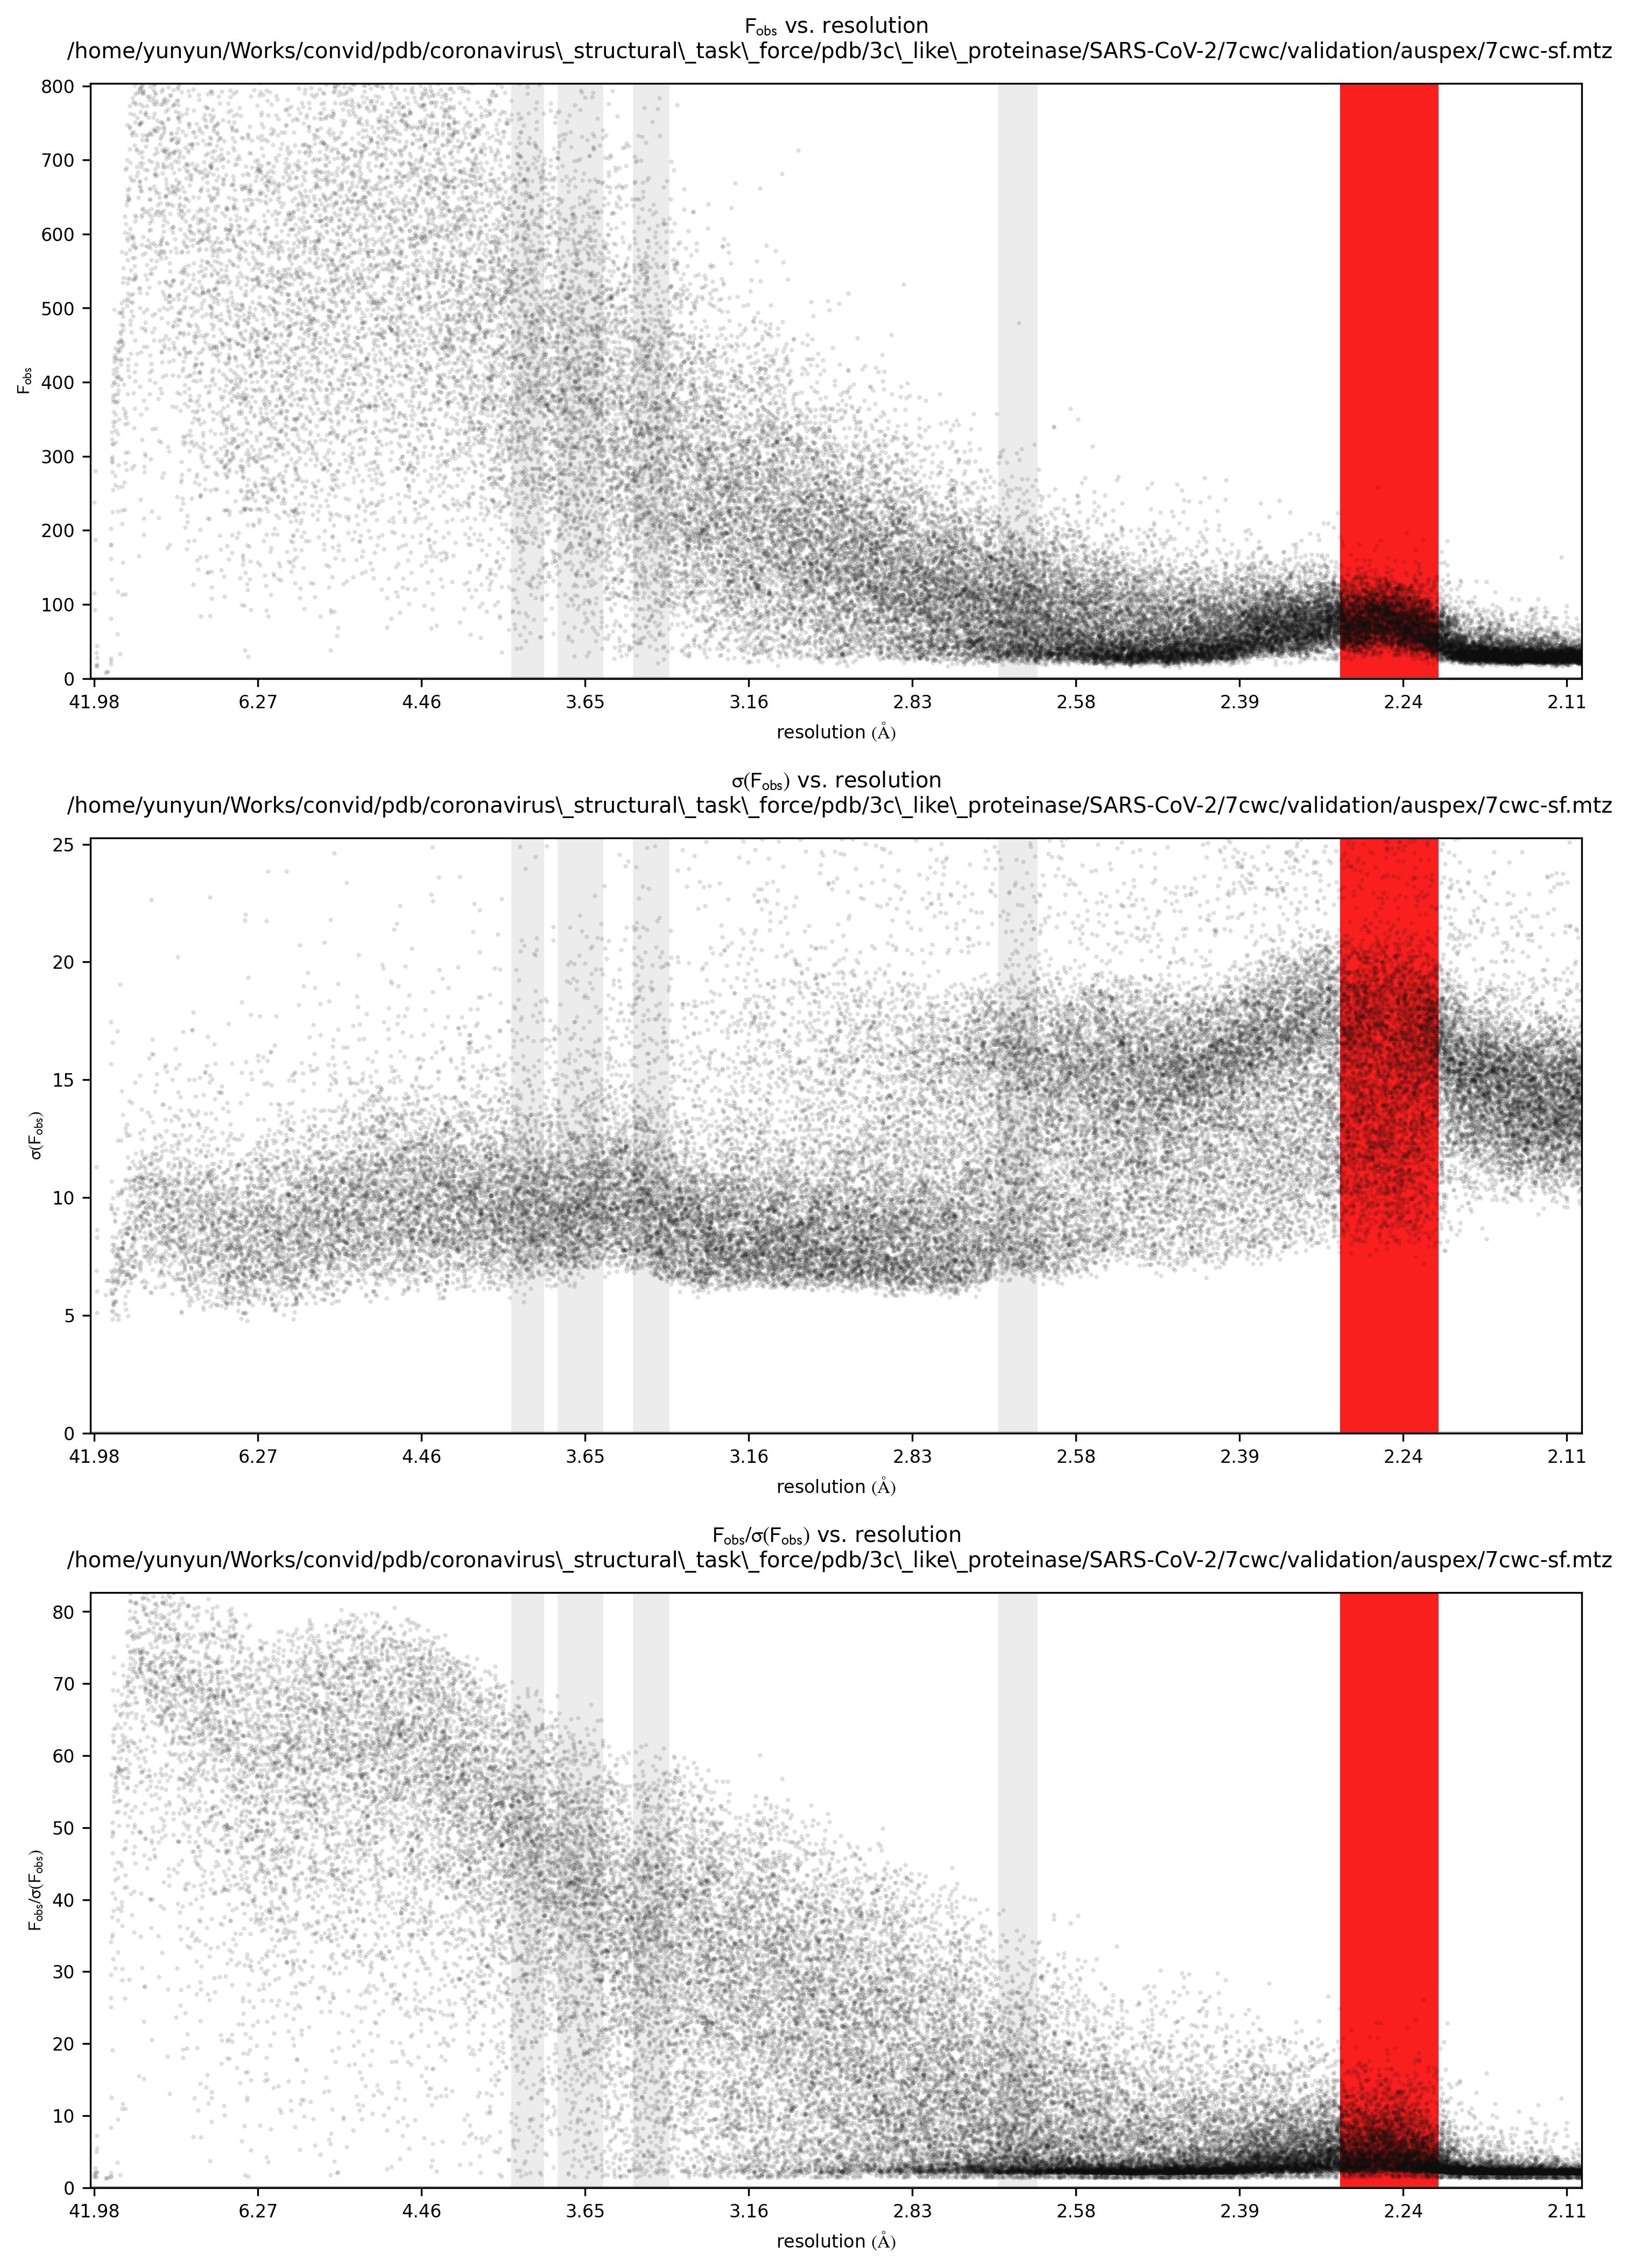 Fobs vs. resolution
/home/yunyun/Works/convid/pdb/coronavirus\_structural\_task\_force/pdb/3c\_like\_proteinase/SARS-CoV-2/7cwc/validation/auspex/7cwc-sf.mtz
800
700
600
500
400
300
200
100
0
Fobs
41.98 6.27 4.46 3.65 3.16 2.83 2.58 2.39 2.24 2.11
resolution (Å)
σ(Fobs) vs. resolution
/home/yunyun/Works/convid/pdb/coronavirus\_structural\_task\_force/pdb/3c\_like\_proteinase/SARS-CoV-2/7cwc/validation/auspex/7cwc-sf.mtz
25
20
15
10
5
0
σ(Fobs)
41.98 6.27 4.46 3.65 3.16 2.83 2.58 2.39 2.24 2.11
resolution (Å)
Fobs/σ(Fobs) vs. resolution
/home/yunyun/Works/convid/pdb/coronavirus\_structural\_task\_force/pdb/3c\_like\_proteinase/SARS-CoV-2/7cwc/validation/auspex/7cwc-sf.mtz
80
70
60
50
40
30
20
10
0
Fobs/σ(Fobs)
41.98 6.27 4.46 3.65 3.16 2.83 2.58 2.39 2.24 2.11
resolution (Å)